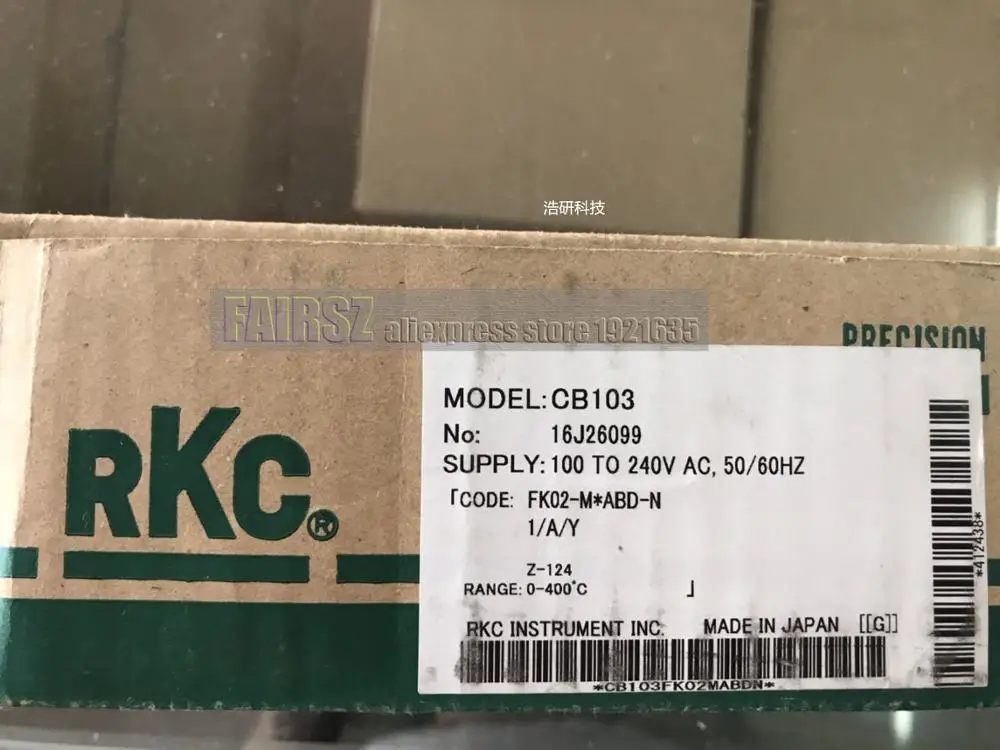 浩研科技
FAIRSZ aliexpress store 1921635
PRECISION
RKC®
MODEL: CB103
No: 16J26099
SUPPLY: 100 TO 240V AC, 50/60HZ
「CODE: FK02-M*ABD-N
1/A/Y
Z-124
RANGE: 0-400°C 」
RKC INSTRUMENT INC. MADE IN JAPAN [[G]]
*CB103FK02MABDN*
*412438*